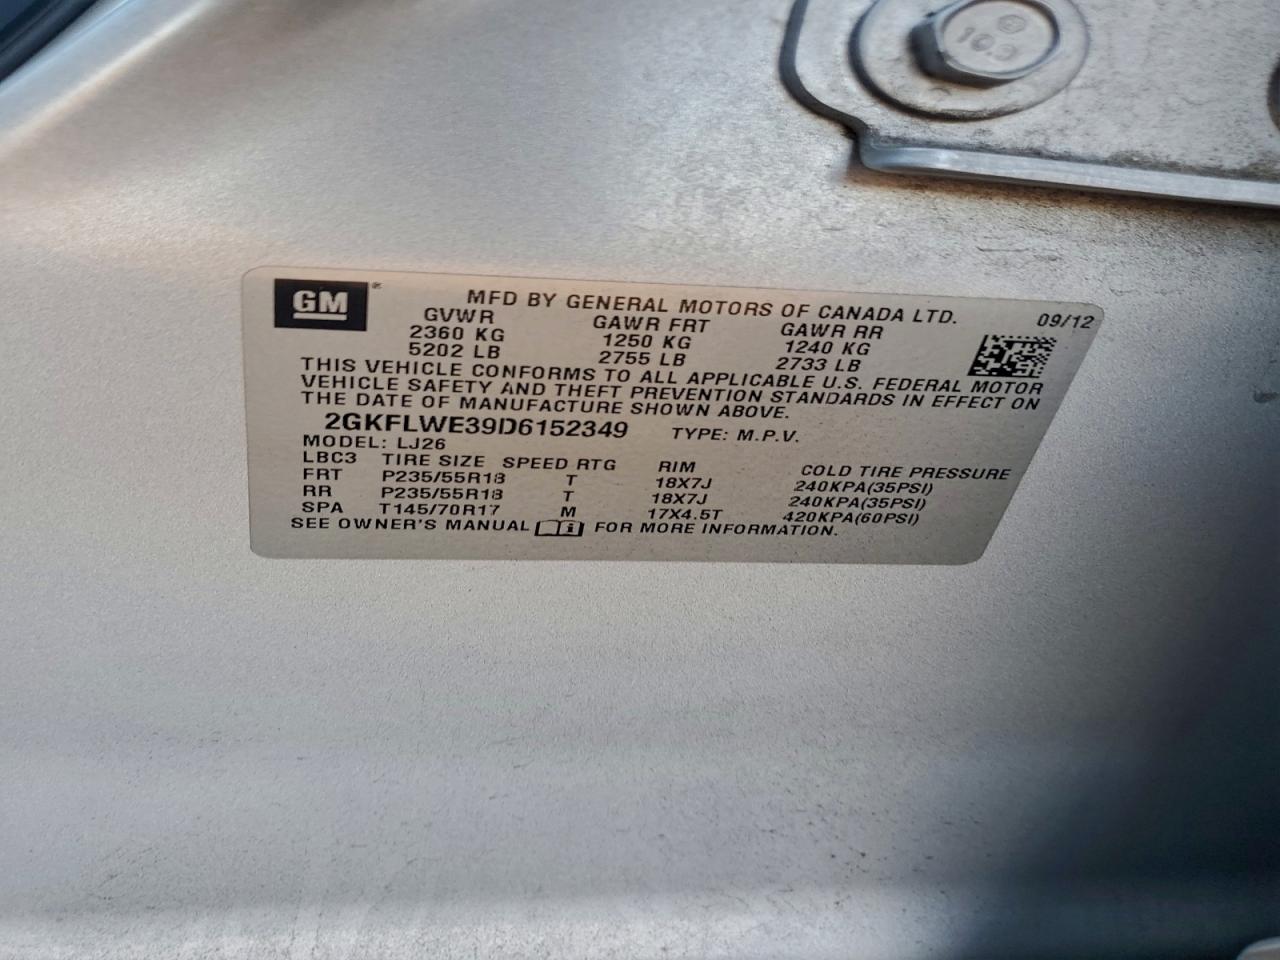 10.9
GM ®
MFD BY GENERAL MOTORS OF CANADA LTD. 09/12
GVWR GAWR FRT GAWR RR
2360 KG 1250 KG 1240 KG
5202 LB 2755 LB 2733 LB
THIS VEHICLE CONFORMS TO ALL APPLICABLE U.S. FEDERAL MOTOR
VEHICLE SAFETY AND THEFT PREVENTION STANDARDS IN EFFECT ON
THE DATE OF MANUFACTURE SHOWN ABOVE.
2GKFLWE39D6152349 TYPE: M.P.V.
MODEL: LJ26
LBC3 TIRE SIZE SPEED RTG RIM COLD TIRE PRESSURE
FRT P235/55R18 T 18X7J 240KPA(35PSI)
RR P235/55R18 T 18X7J 240KPA(35PSI)
SPA T145/70R17 M 17X4.5T 420KPA(60PSI)
SEE OWNER'S MANUAL FOR MORE INFORMATION.